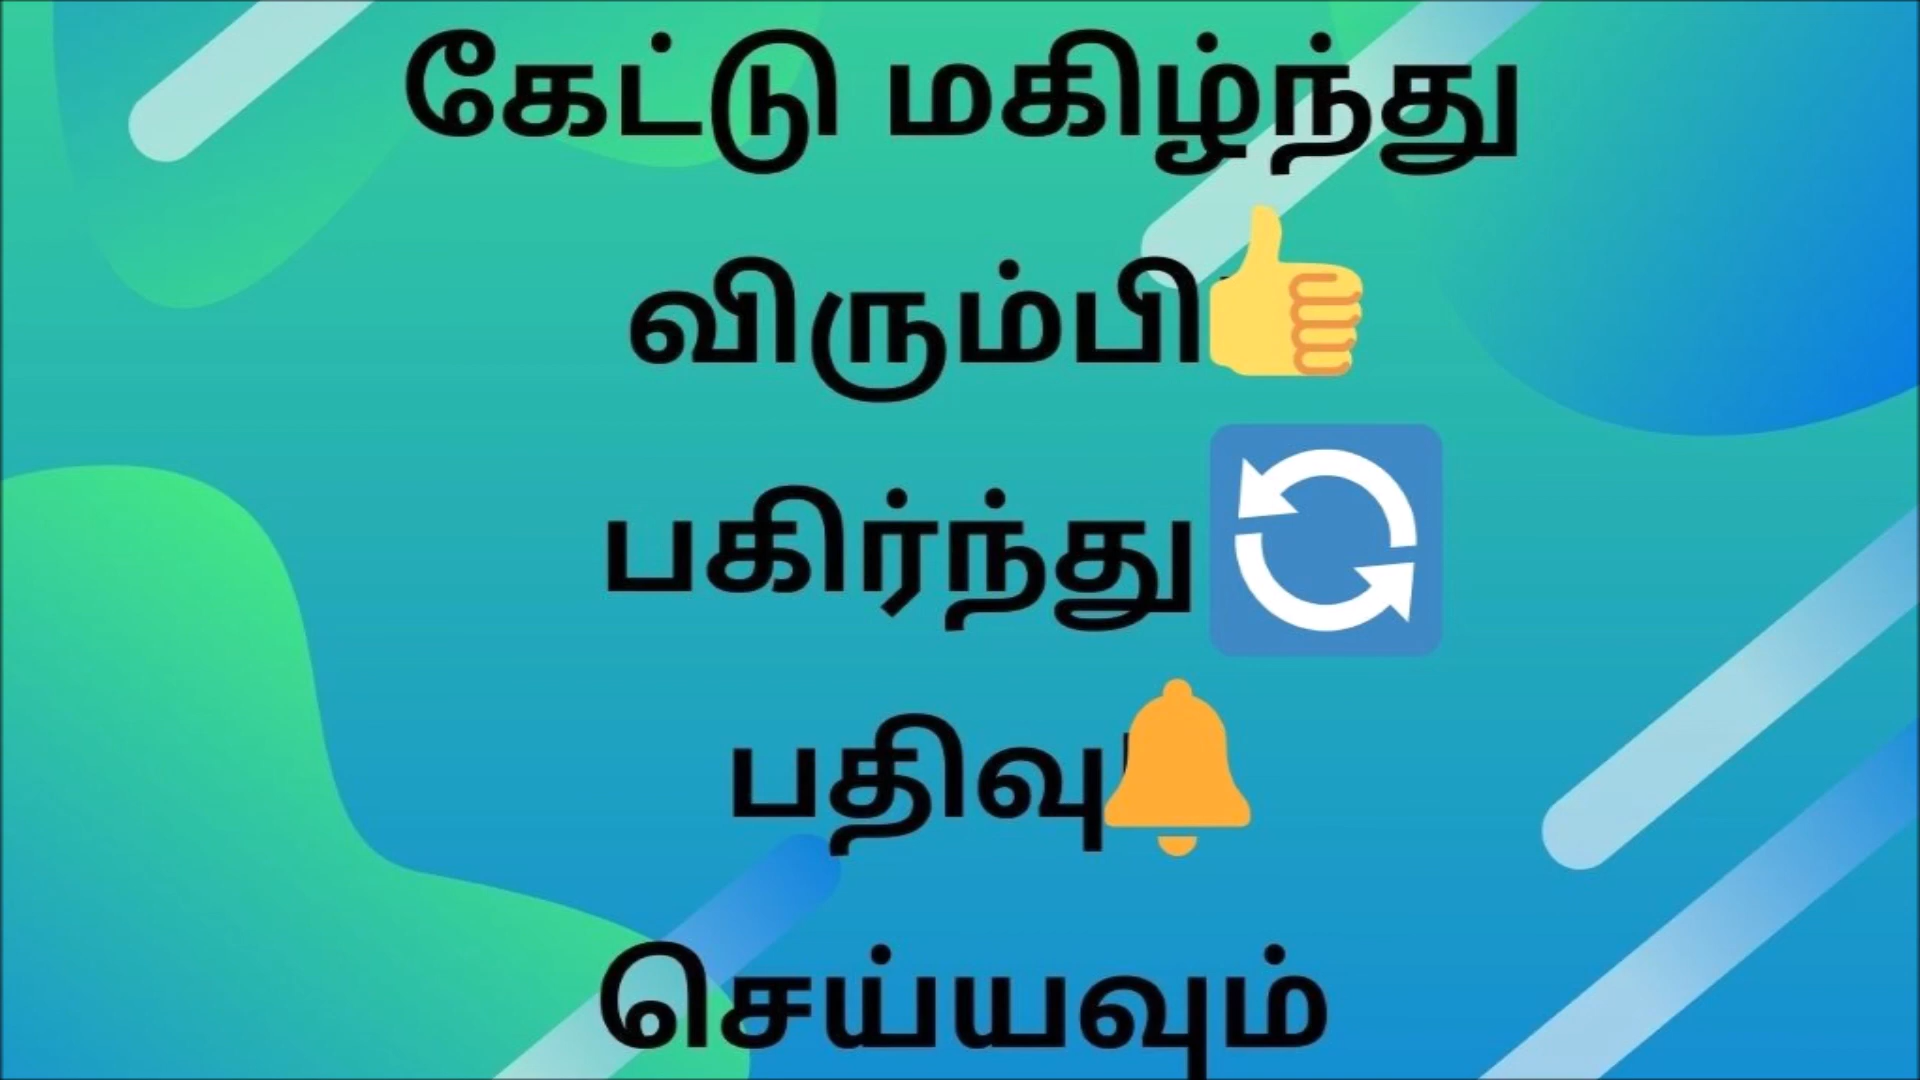 கேட்டு மகிழ்ந்து
விரும்பி👍
பகிர்ந்து 🔄
பதிவு🔔
செய்யவும்